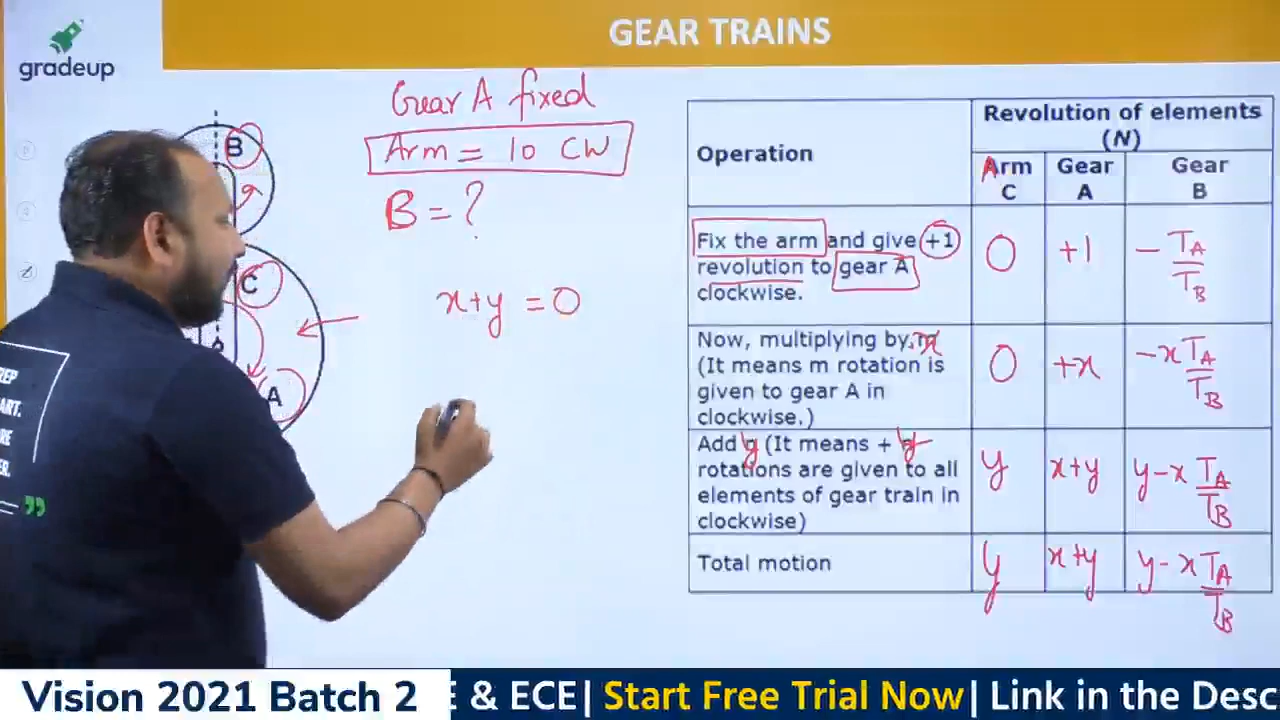 GEAR TRAINS
gradeup
Gear A fixed
Arm = 10 CW
B = ?
x+y = 0
B
C
A
Operation
Revolution of elements
(N)
Arm
C
Gear
A
Gear
B
Fix the arm and give +1
revolution to gear A
clockwise.
0
+1
- TA/TB
Now, multiplying by, x
(It means m rotation is
given to gear A in
clockwise.)
0
+x
-x TA/TB
Add y (It means + y
rotations are given to all
elements of gear train in
clockwise)
y
x+y
y-x TA/TB
Total motion
y
x+y
y-x TA/TB
Vision 2021 Batch 2
E & ECE| Start Free Trial Now| Link in the Desc